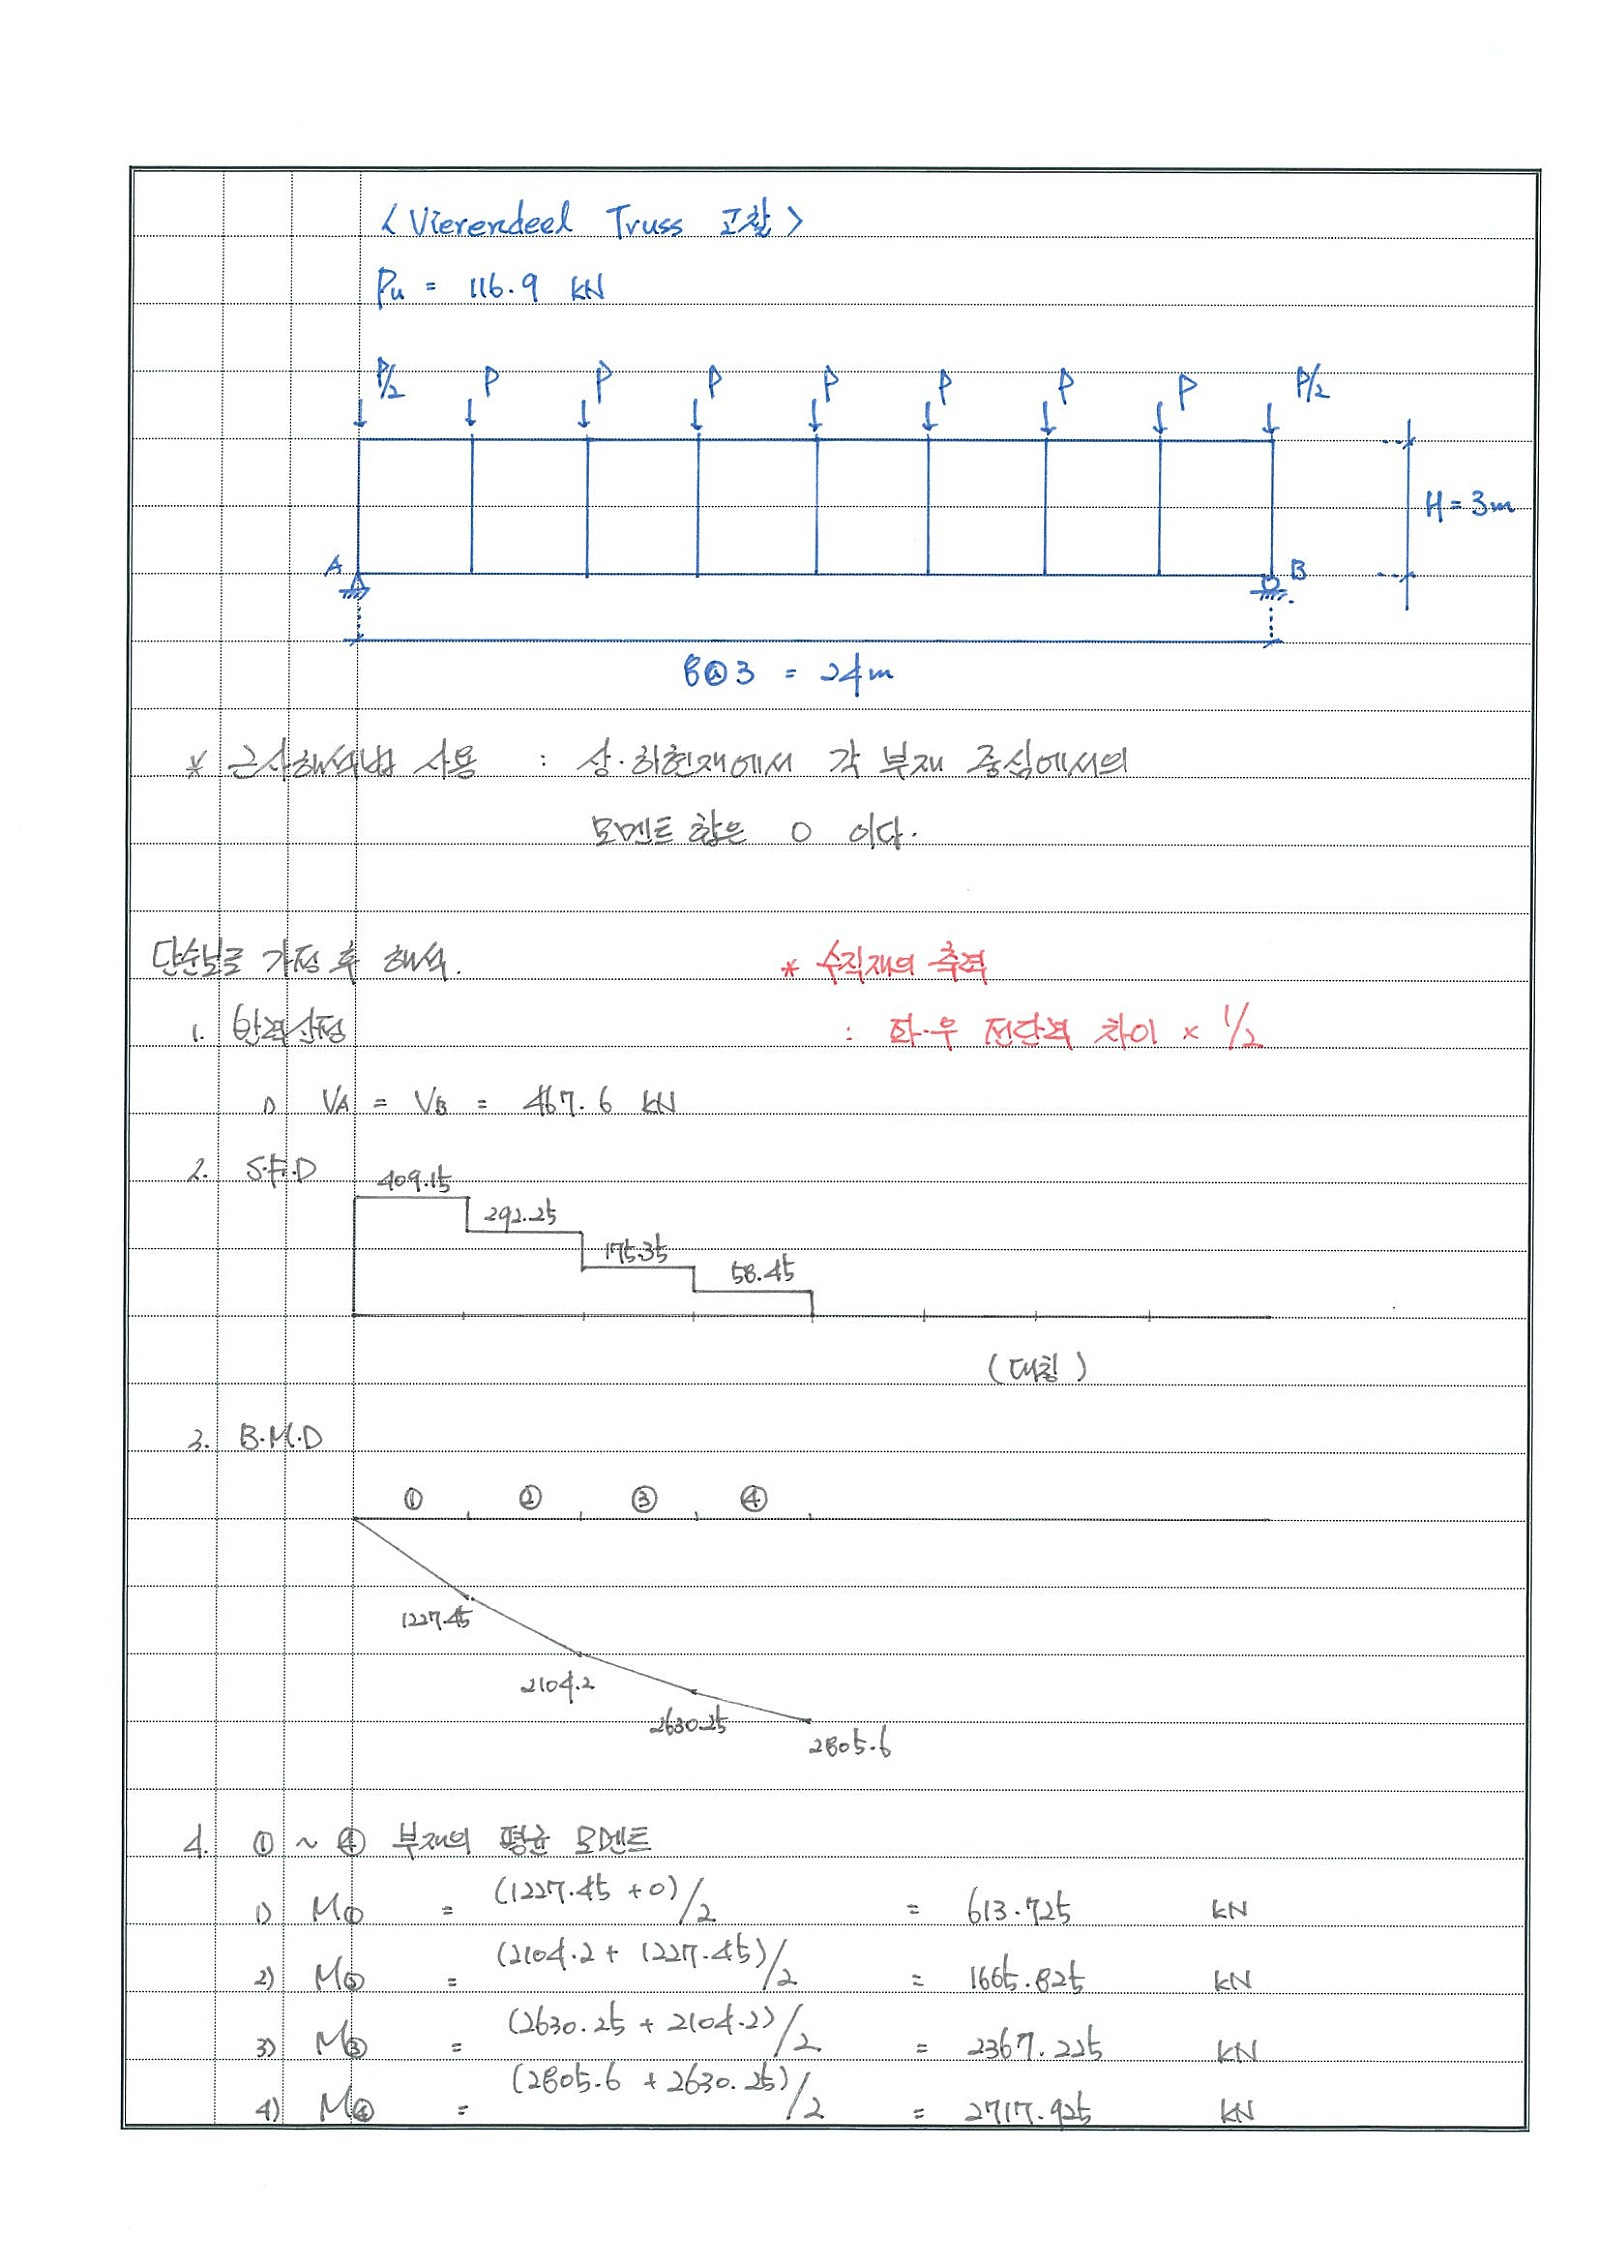 < Vierendeel Truss 고찰 >
Pu = 116.9 kN
P/2 P P P P P P P P/2
H = 3m
A B
8@3 = 24m
* 근사해석법 사용 : 상·하현재에서 각 부재 중심에서의
모멘트 합은 0 이다.
단순보로 가정 후 해석.
* 수직재의 축력
1. 반력산정
: 좌·우 전단력 차이 × 1/2
1) VA = VB = 467.6 kN
2. S.F.D
409.15
292.25
175.35
58.45
(대칭)
3. B.M.D
① ② ③ ④
1227.45
2104.2
2630.25
2805.6
4. ① ~ ④ 부재의 평균 모멘트
1) M① = (1227.45 + 0)/2 = 613.725 kN
2) M② = (2104.2 + 1227.45)/2 = 1665.825 kN
3) M③ = (2630.25 + 2104.2)/2 = 2367.225 kN
4) M④ = (2805.6 + 2630.25)/2 = 2717.925 kN